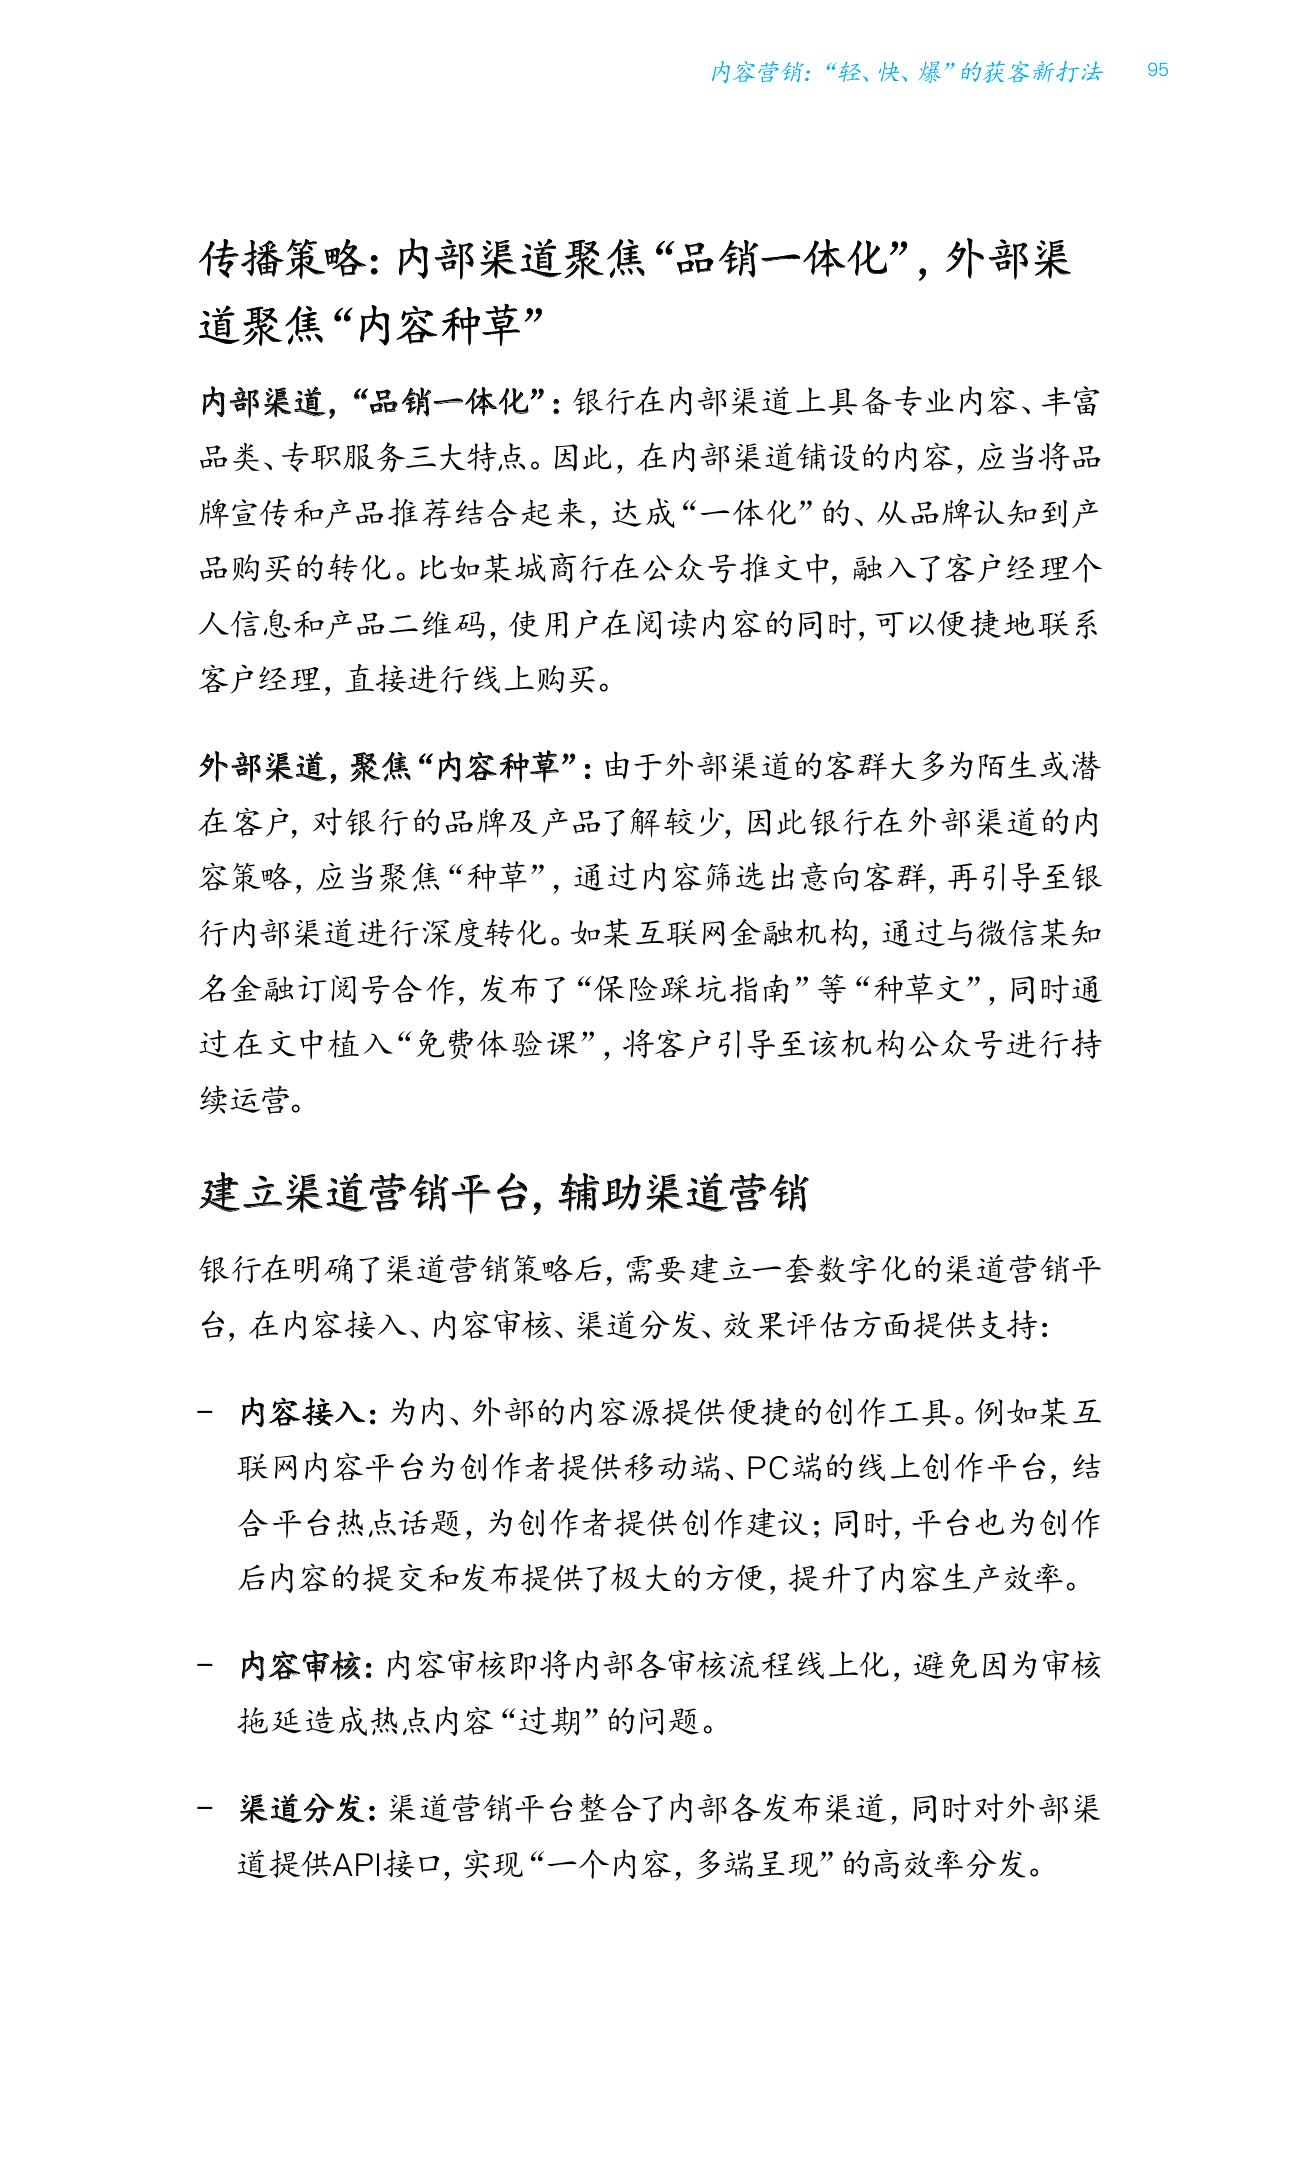 内容营销：“轻、快、爆”的获客新打法 95
传播策略：内部渠道聚焦“品销一体化”，外部渠
道聚焦“内容种草”
内部渠道，“品销一体化”：银行在内部渠道上具备专业内容、丰富
品类、专职服务三大特点。因此，在内部渠道铺设的内容，应当将品
牌宣传和产品推荐结合起来，达成“一体化”的、从品牌认知到产
品购买的转化。比如某城商行在公众号推文中，融入了客户经理个
人信息和产品二维码，使用户在阅读内容的同时，可以便捷地联系
客户经理，直接进行线上购买。
外部渠道，聚焦“内容种草”：由于外部渠道的客群大多为陌生或潜
在客户，对银行的品牌及产品了解较少，因此银行在外部渠道的内
容策略，应当聚焦“种草”，通过内容筛选出意向客群，再引导至银
行内部渠道进行深度转化。如某互联网金融机构，通过与微信某知
名金融订阅号合作，发布了“保险踩坑指南”等“种草文”，同时通
过在文中植入“免费体验课”，将客户引导至该机构公众号进行持
续运营。
建立渠道营销平台，辅助渠道营销
银行在明确了渠道营销策略后，需要建立一套数字化的渠道营销平
台，在内容接入、内容审核、渠道分发、效果评估方面提供支持：
– 内容接入：为内、外部的内容源提供便捷的创作工具。例如某互
联网内容平台为创作者提供移动端、PC端的线上创作平台，结
合平台热点话题，为创作者提供创作建议；同时，平台也为创作
后内容的提交和发布提供了极大的方便，提升了内容生产效率。
– 内容审核：内容审核即将内部各审核流程线上化，避免因为审核
拖延造成热点内容“过期”的问题。
– 渠道分发：渠道营销平台整合了内部各发布渠道，同时对外部渠
道提供API接口，实现“一个内容，多端呈现”的高效率分发。